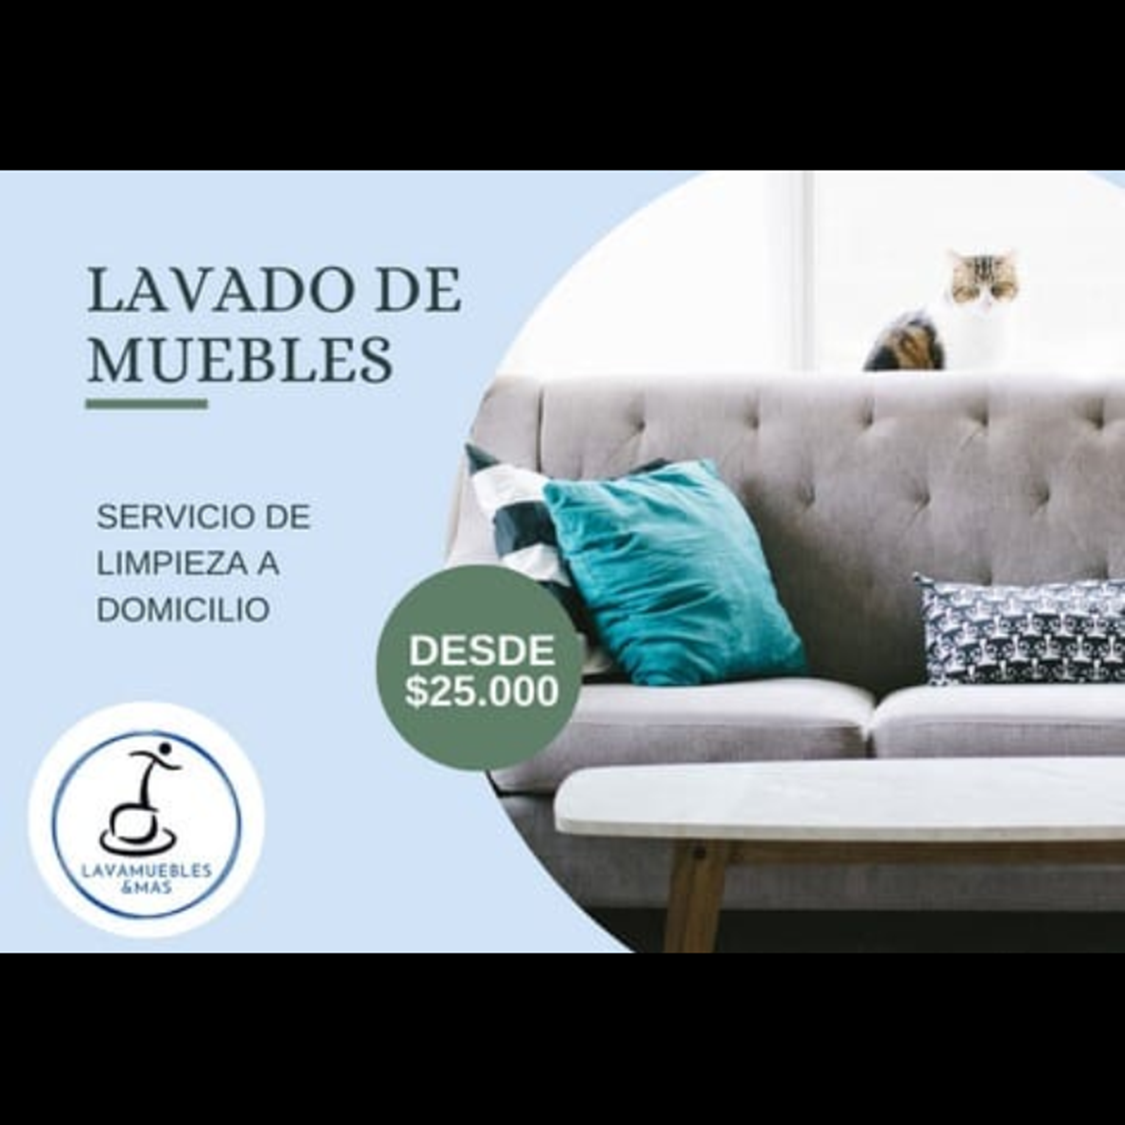 LAVADO DE
MUEBLES
SERVICIO DE
LIMPIEZA A
DOMICILIO
DESDE
$25.000
LAVAMUEBLES
&MAS